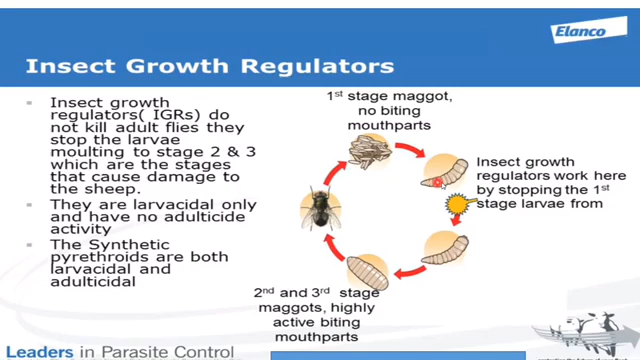 Elanco
Insect Growth Regulators
Insect growth
regulators( IGRs) do
not kill adult flies they
stop the larvae
moulting to stage 2 & 3
which are the stages
that cause damage to
the sheep.
They are larvacidal only
and have no adulticide
activity
The Synthetic
pyrethroids are both
larvacidal and
adulticidal
1st stage maggot,
no biting
mouthparts
Insect growth
regulators work here
by stopping the 1st
stage larvae from
2nd and 3rd stage
maggots, highly
active biting
mouthparts
Leaders in Parasite Control